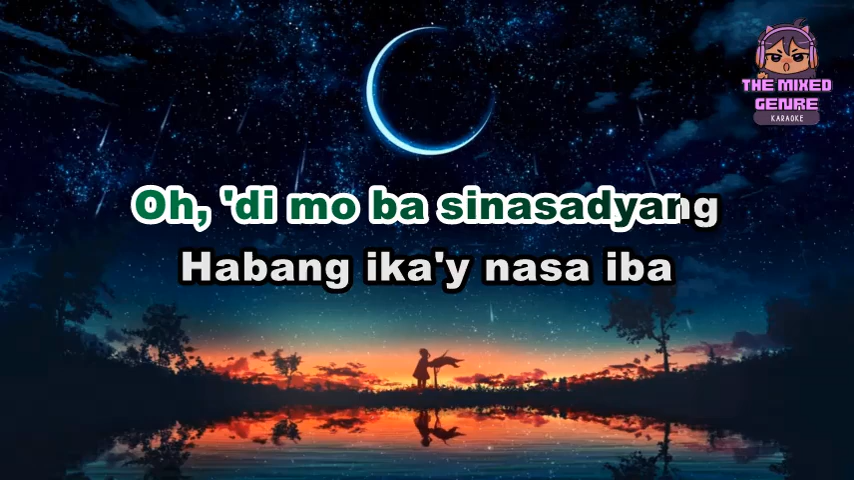 THE MIXED
GENRE
KARAOKE
Oh, 'di mo ba sinasadyang
Habang ika'y nasa iba